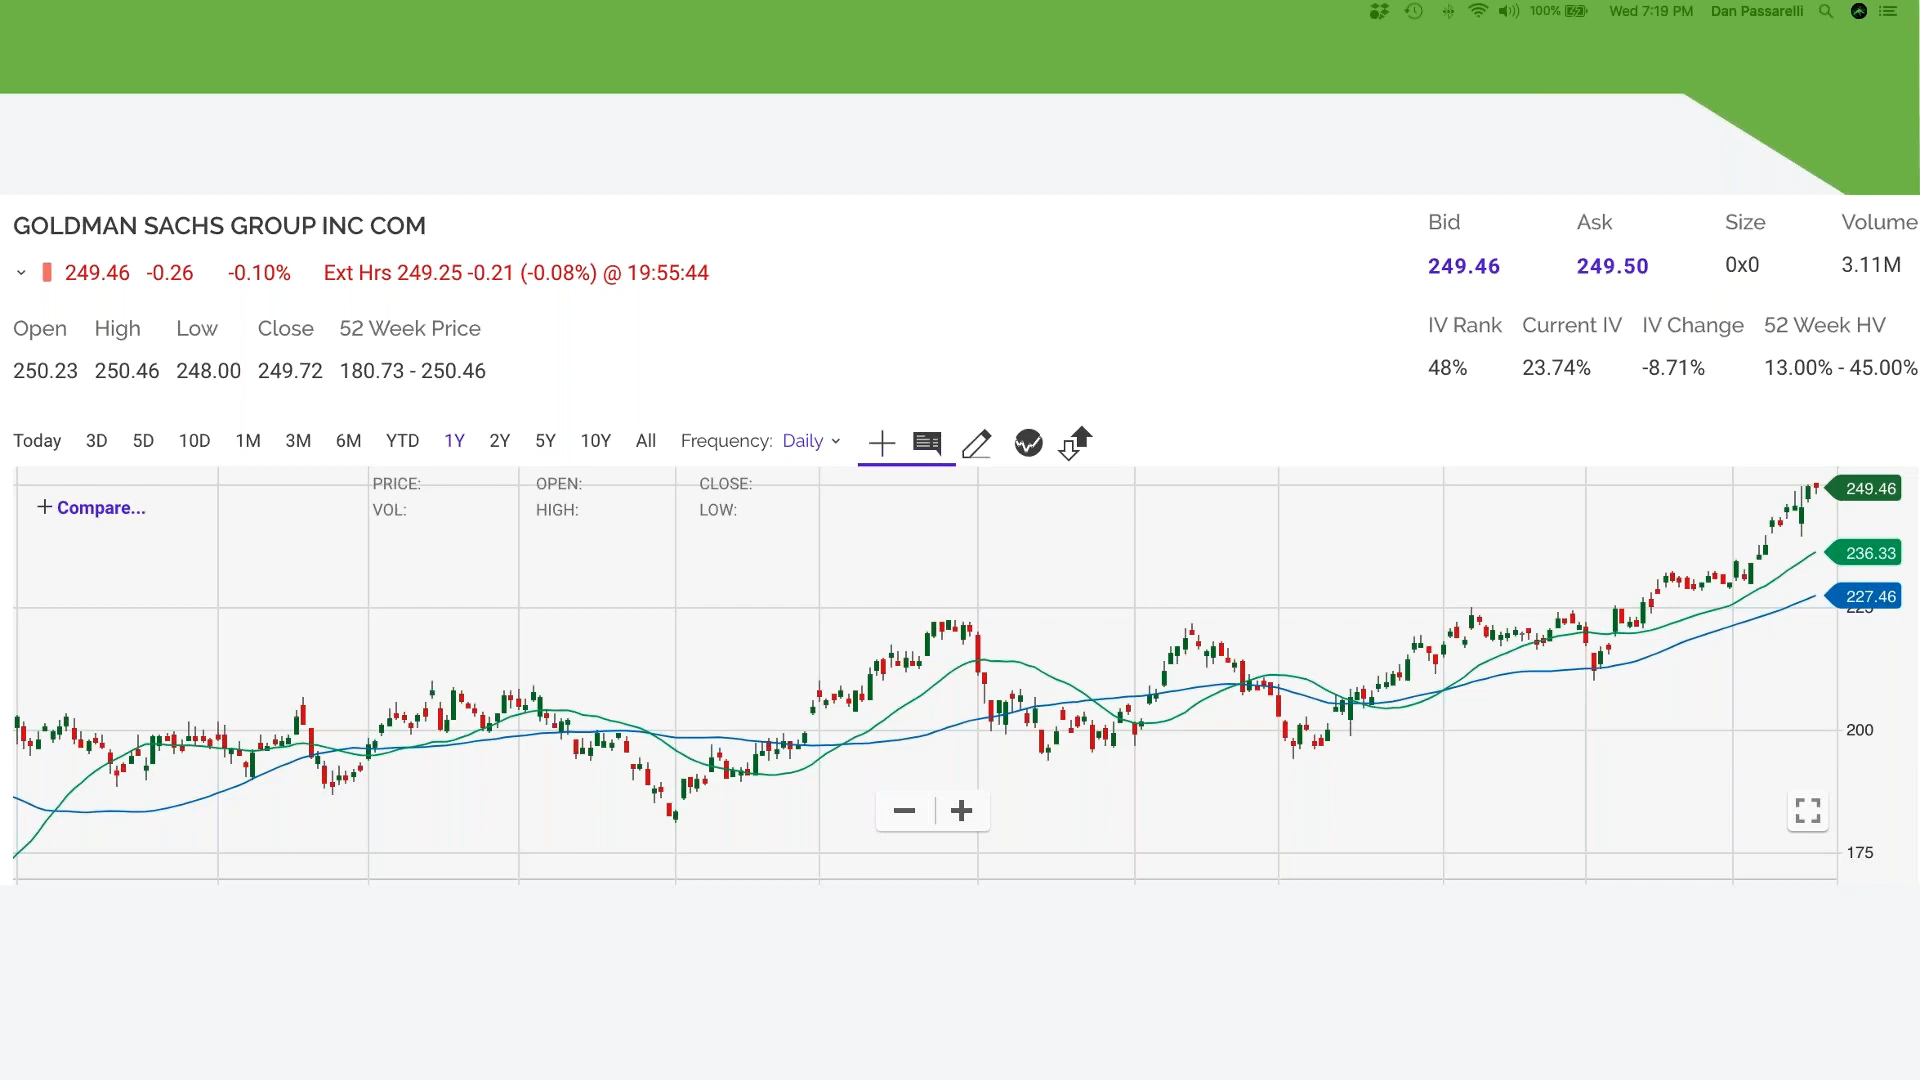 100% Wed 7:19 PM Dan Passarelli
GOLDMAN SACHS GROUP INC COM
249.46 -0.26 -0.10% Ext Hrs 249.25 -0.21 (-0.08%) @ 19:55:44
Open High Low Close 52 Week Price
250.23 250.46 248.00 249.72 180.73 - 250.46
Bid Ask Size Volume
249.46 249.50 0x0 3.11M
IV Rank Current IV IV Change 52 Week HV
48% 23.74% -8.71% 13.00% - 45.00%
Today 3D 5D 10D 1M 3M 6M YTD 1Y 2Y 5Y 10Y All Frequency: Daily
Compare...
PRICE: OPEN: CLOSE:
VOL: HIGH: LOW:
249.46
236.33
227.46
225
200
175